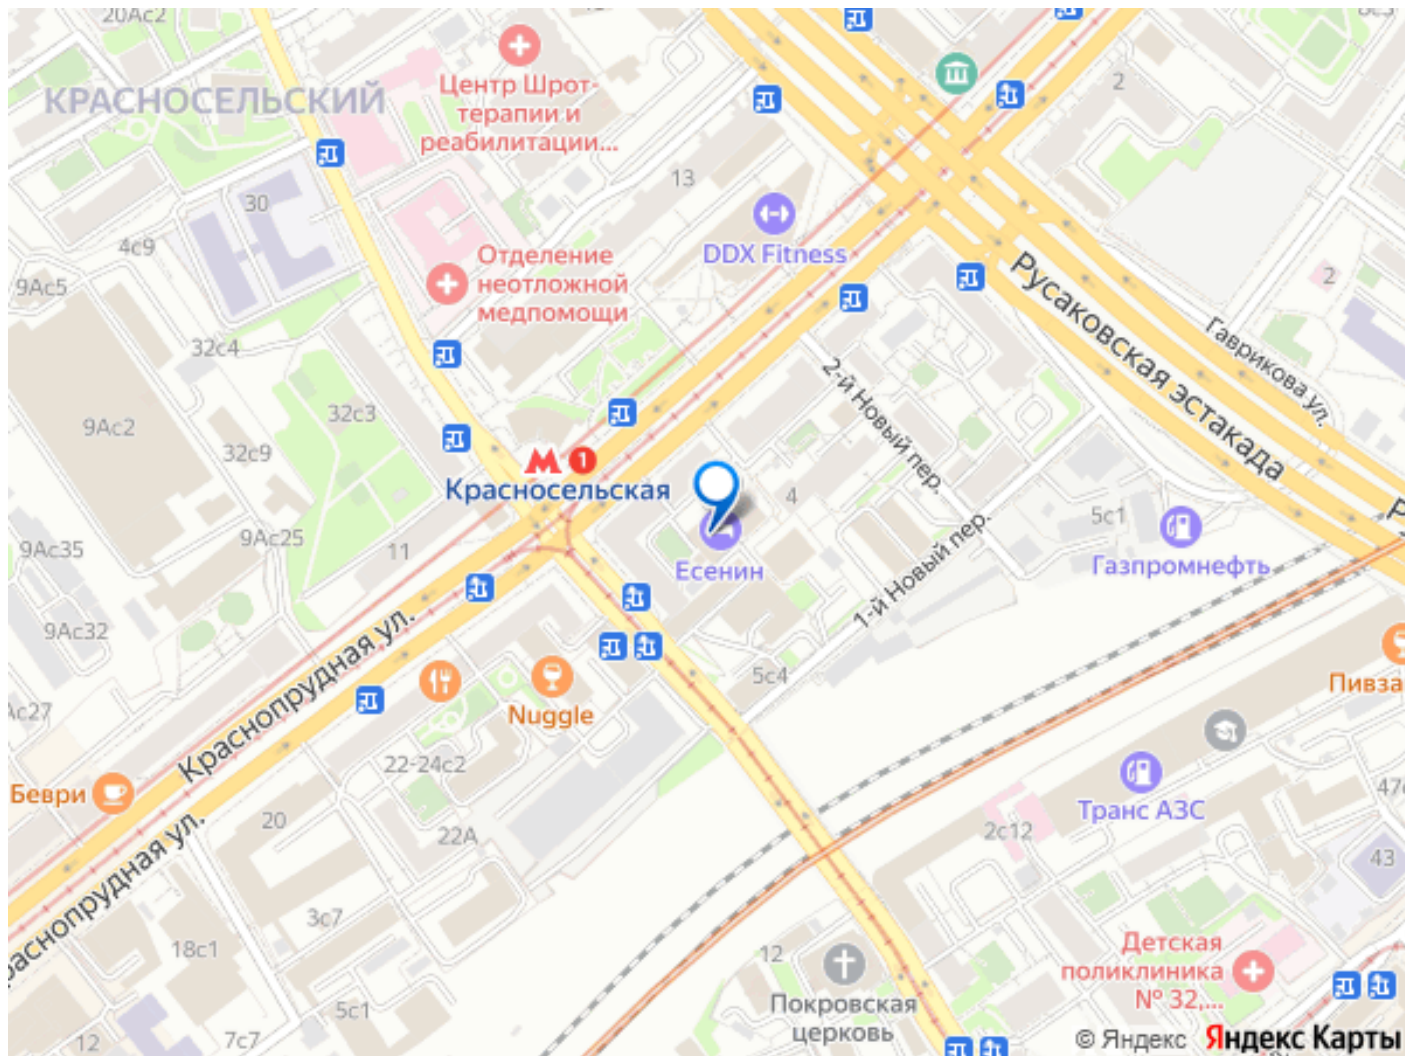 20Ас2
КРАСНОСЕЛЬСКИЙ
Центр Шрот-
терапии и
реабилитации...
2
13
30
4с9
DDX Fitness
Отделение
неотложной
медпомощи
9Ас5
32с4
Русаковская эстакада
Гаврикова ул.
2
2-й Новый пер.
32с3
9Ас2
32с9
М 1
Красносельская
4
5с1
Газпромнефть
9Ас35
9Ас25
11
Есенин
1-й Новый пер.
9Ас32
Краснопрудная ул.
5с4
Nuggle
Пивза
22-24с2
Беври
Транс АЗС
20
22А
2с12
43
Краснопрудная ул.
3с7
18с1
12
Детская
поликлиника
№ 32,...
Покровская
церковь
5с1
7с7
12
© Яндекс Яндекс Карты